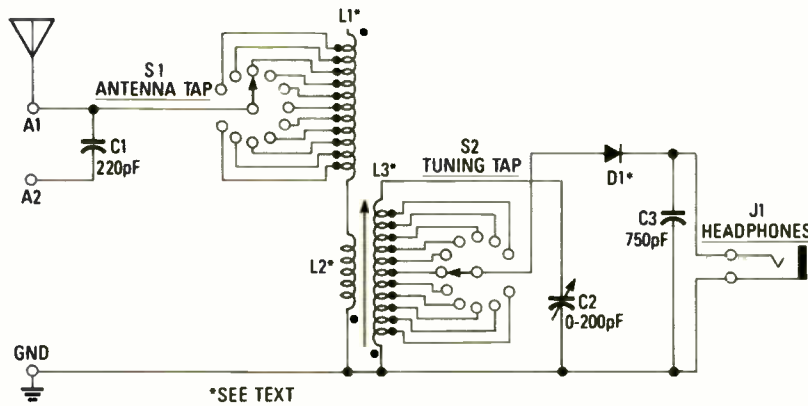 L1*
S1
ANTENNA TAP
A1
C1
220pF
A2
S2
TUNING TAP
L3*
D1*
J1
HEADPHONES
C3
750pF
L2*
C2
0-200pF
GND
*SEE TEXT